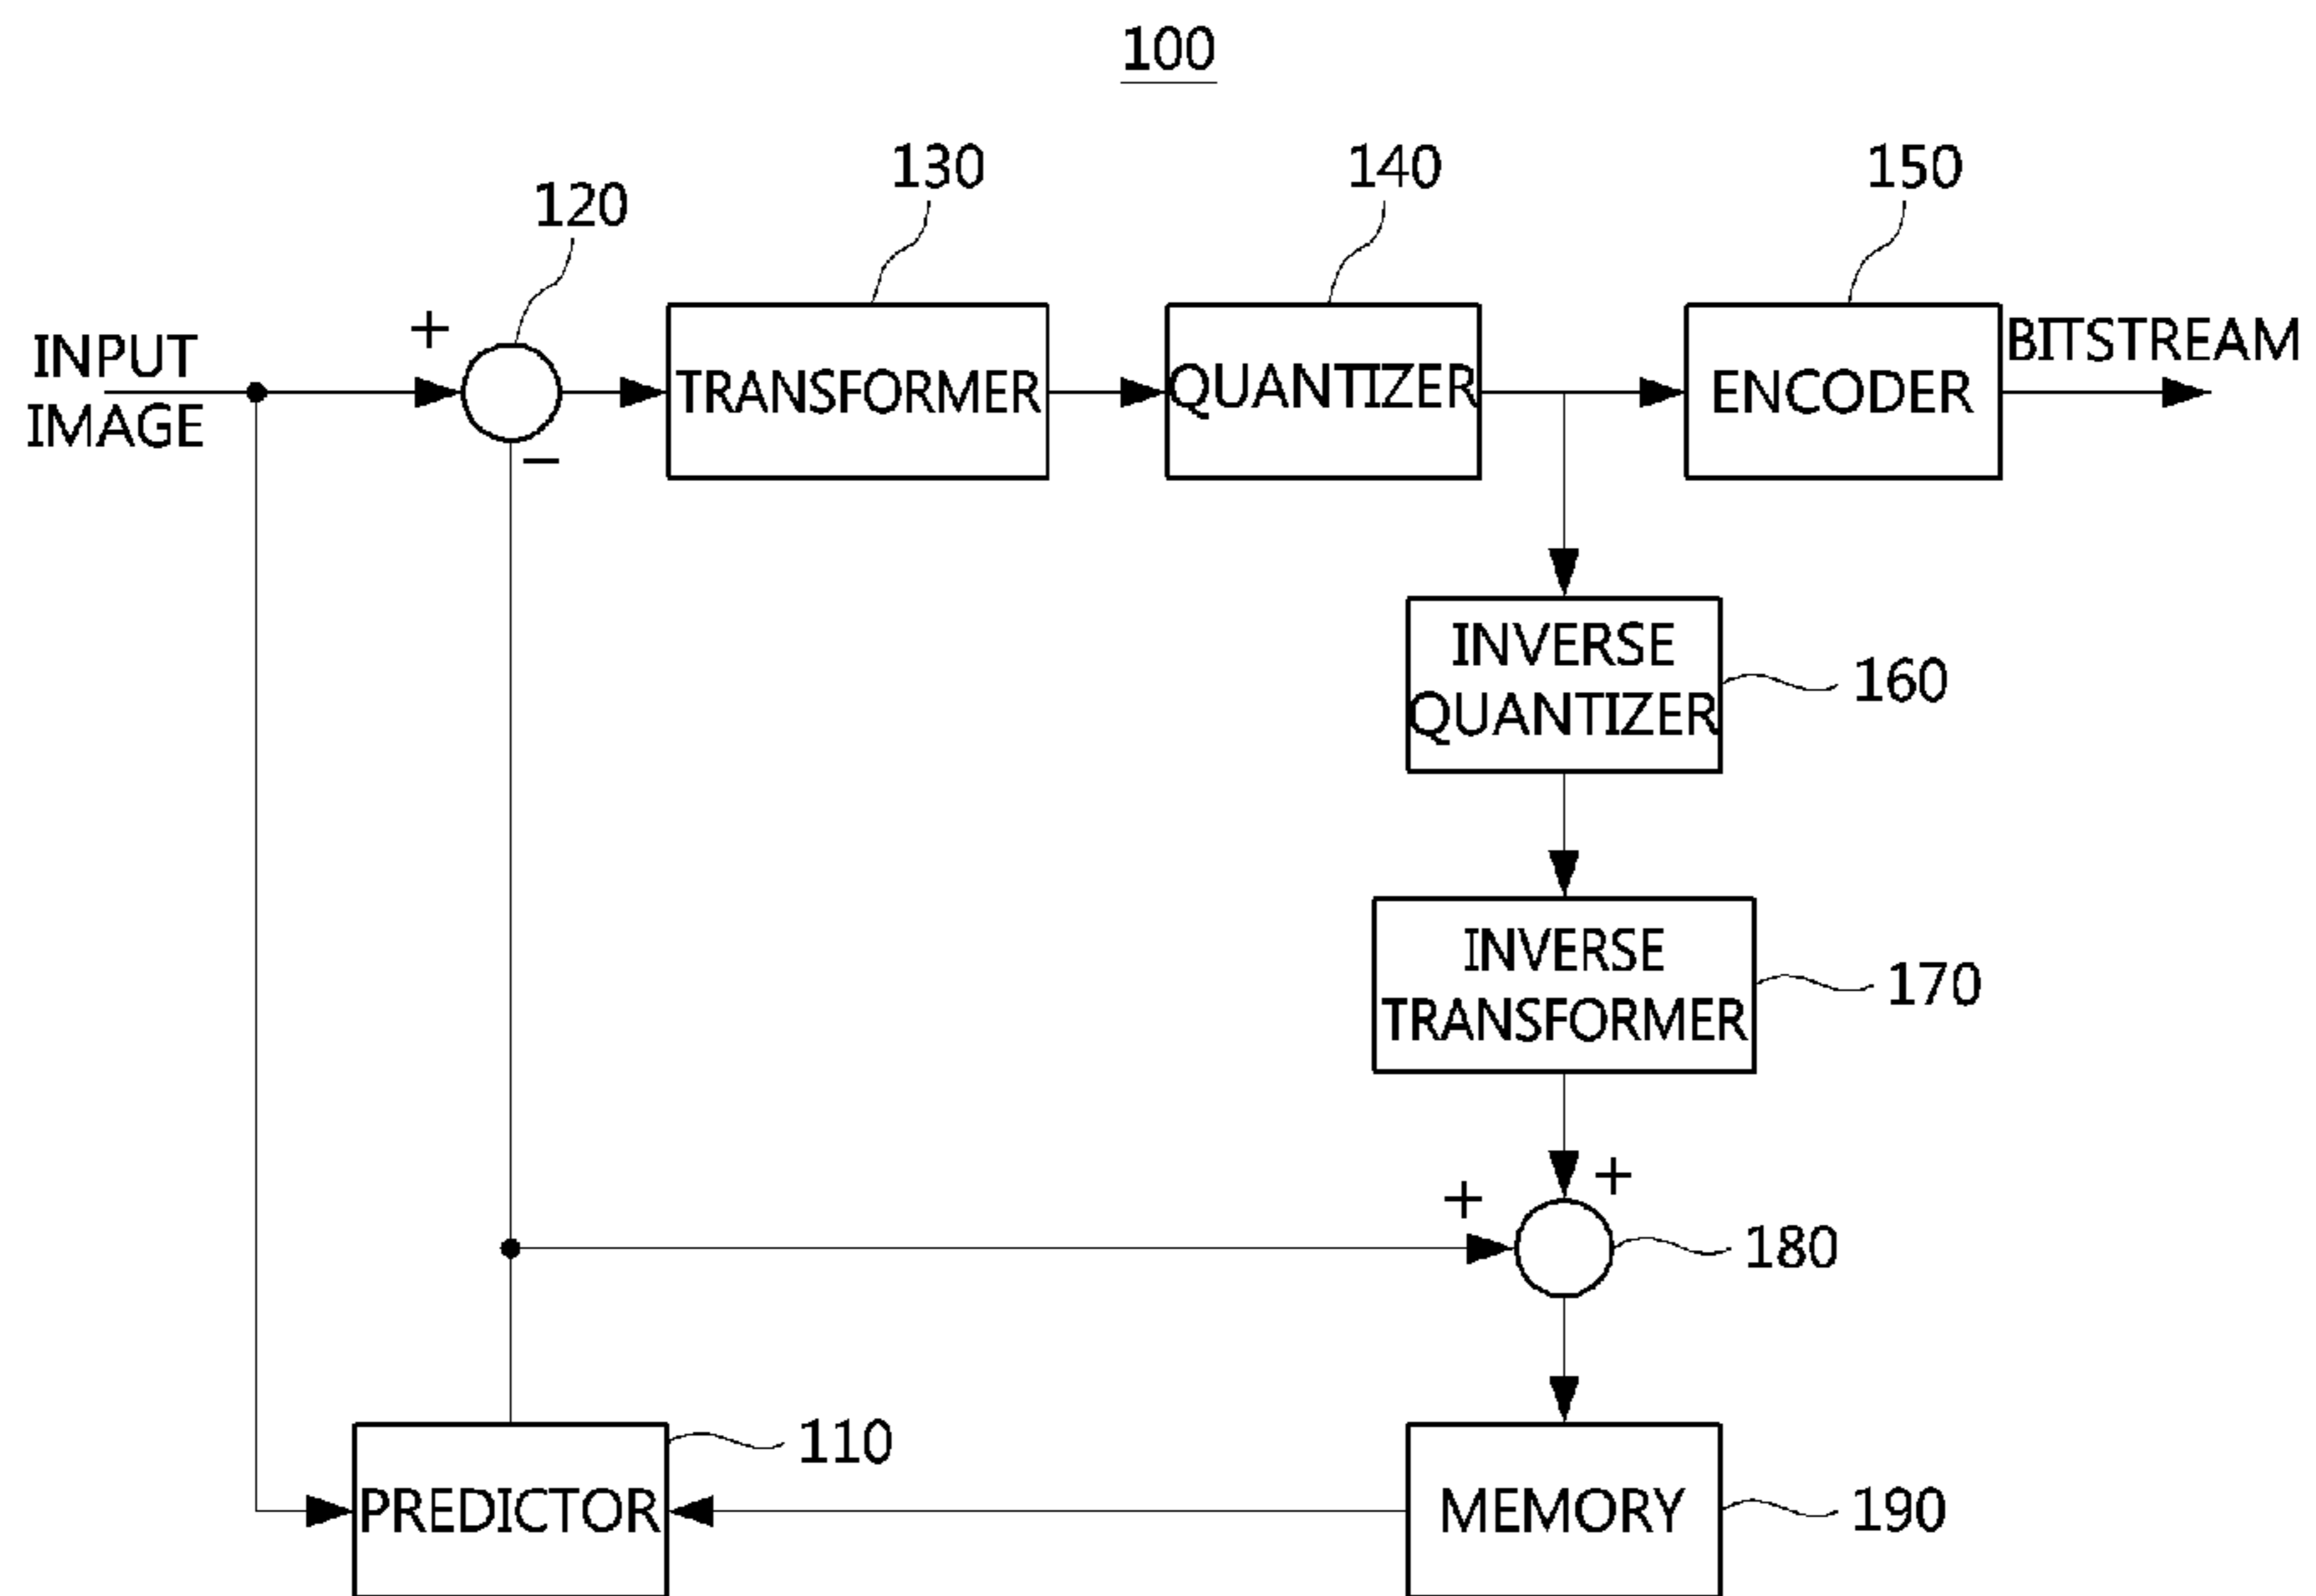 100
130
140
150
120
+
INPUT
IMAGE
TRANSFORMER
QUANTIZER
ENCODER
BITSTREAM
−
INVERSE
QUANTIZER
160
INVERSE
TRANSFORMER
170
+
+
180
110
PREDICTOR
MEMORY
190